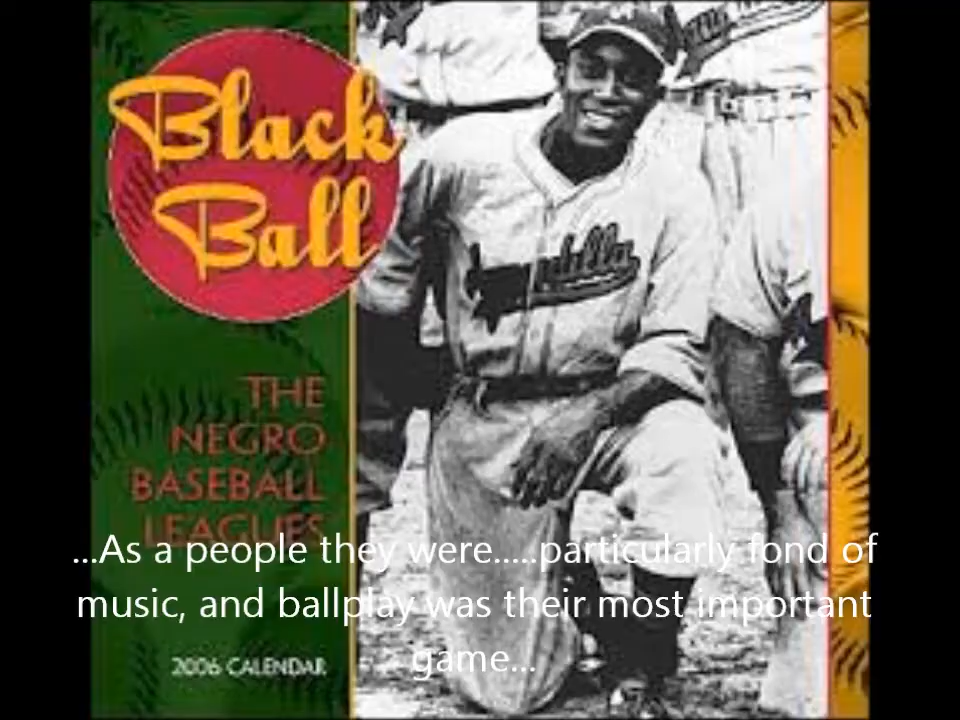 Black
Ball
THE
NEGRO
BASEBALL
LEAGUES
...As a people they were.....particularly fond of
music, and ballplay was their most important
game...
2006 CALENDAR